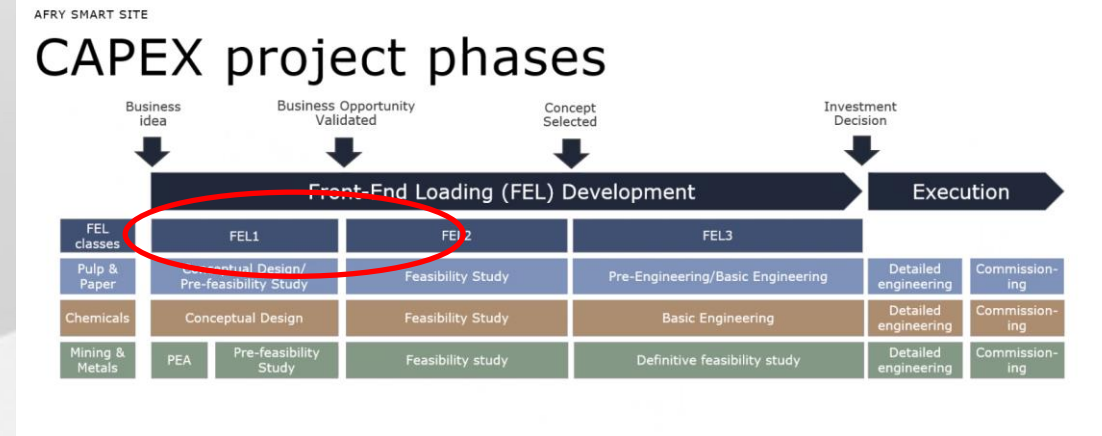 AFRY SMART SITE
CAPEX project phases
Business
idea
Business Opportunity
Validated
Concept
Selected
Investment
Decision
Front-End Loading (FEL) Development
Execution
FEL
classes
FEL1
FEL2
FEL3
Pulp &
Paper
Conceptual Design/
Pre-feasibility Study
Feasibility Study
Pre-Engineering/Basic Engineering
Detailed
engineering
Commission-
ing
Chemicals
Conceptual Design
Feasibility Study
Basic Engineering
Detailed
engineering
Commission-
ing
Mining &
Metals
PEA
Pre-feasibility
Study
Feasibility study
Definitive feasibility study
Detailed
engineering
Commission-
ing